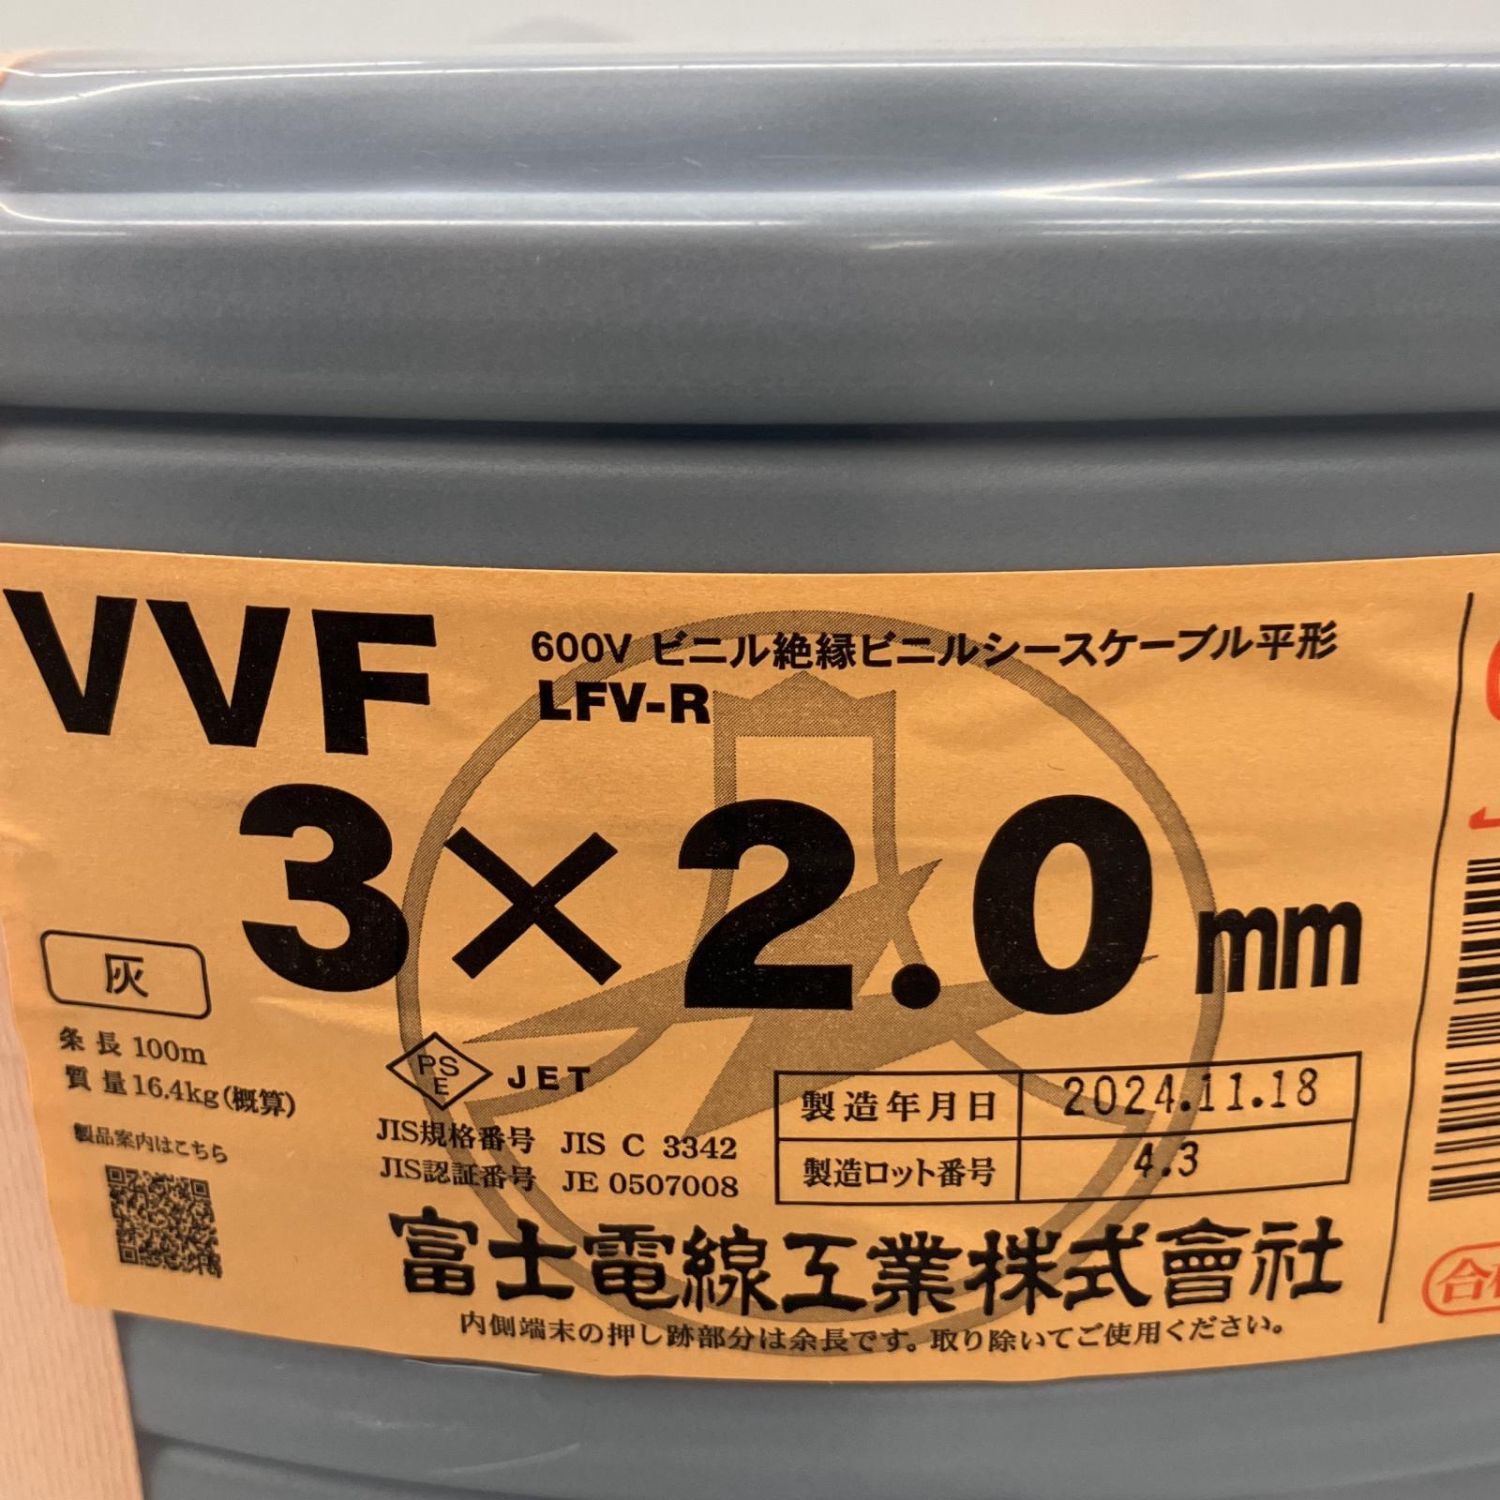 VVF
600V ビニル絶縁ビニルシースケーブル平形
LFV-R
3×2.0mm
灰
条長 100m
質量 16.4kg(概算)
製品案内はこちら
PSE JET
JIS規格番号 JIS C 3342
JIS認証番号 JE 0507008
製造年月日 2024.11.18
製造ロット番号 4.3
富士電線工業株式會社
内側端末の押し跡部分は余長です。取り除いてご使用ください。